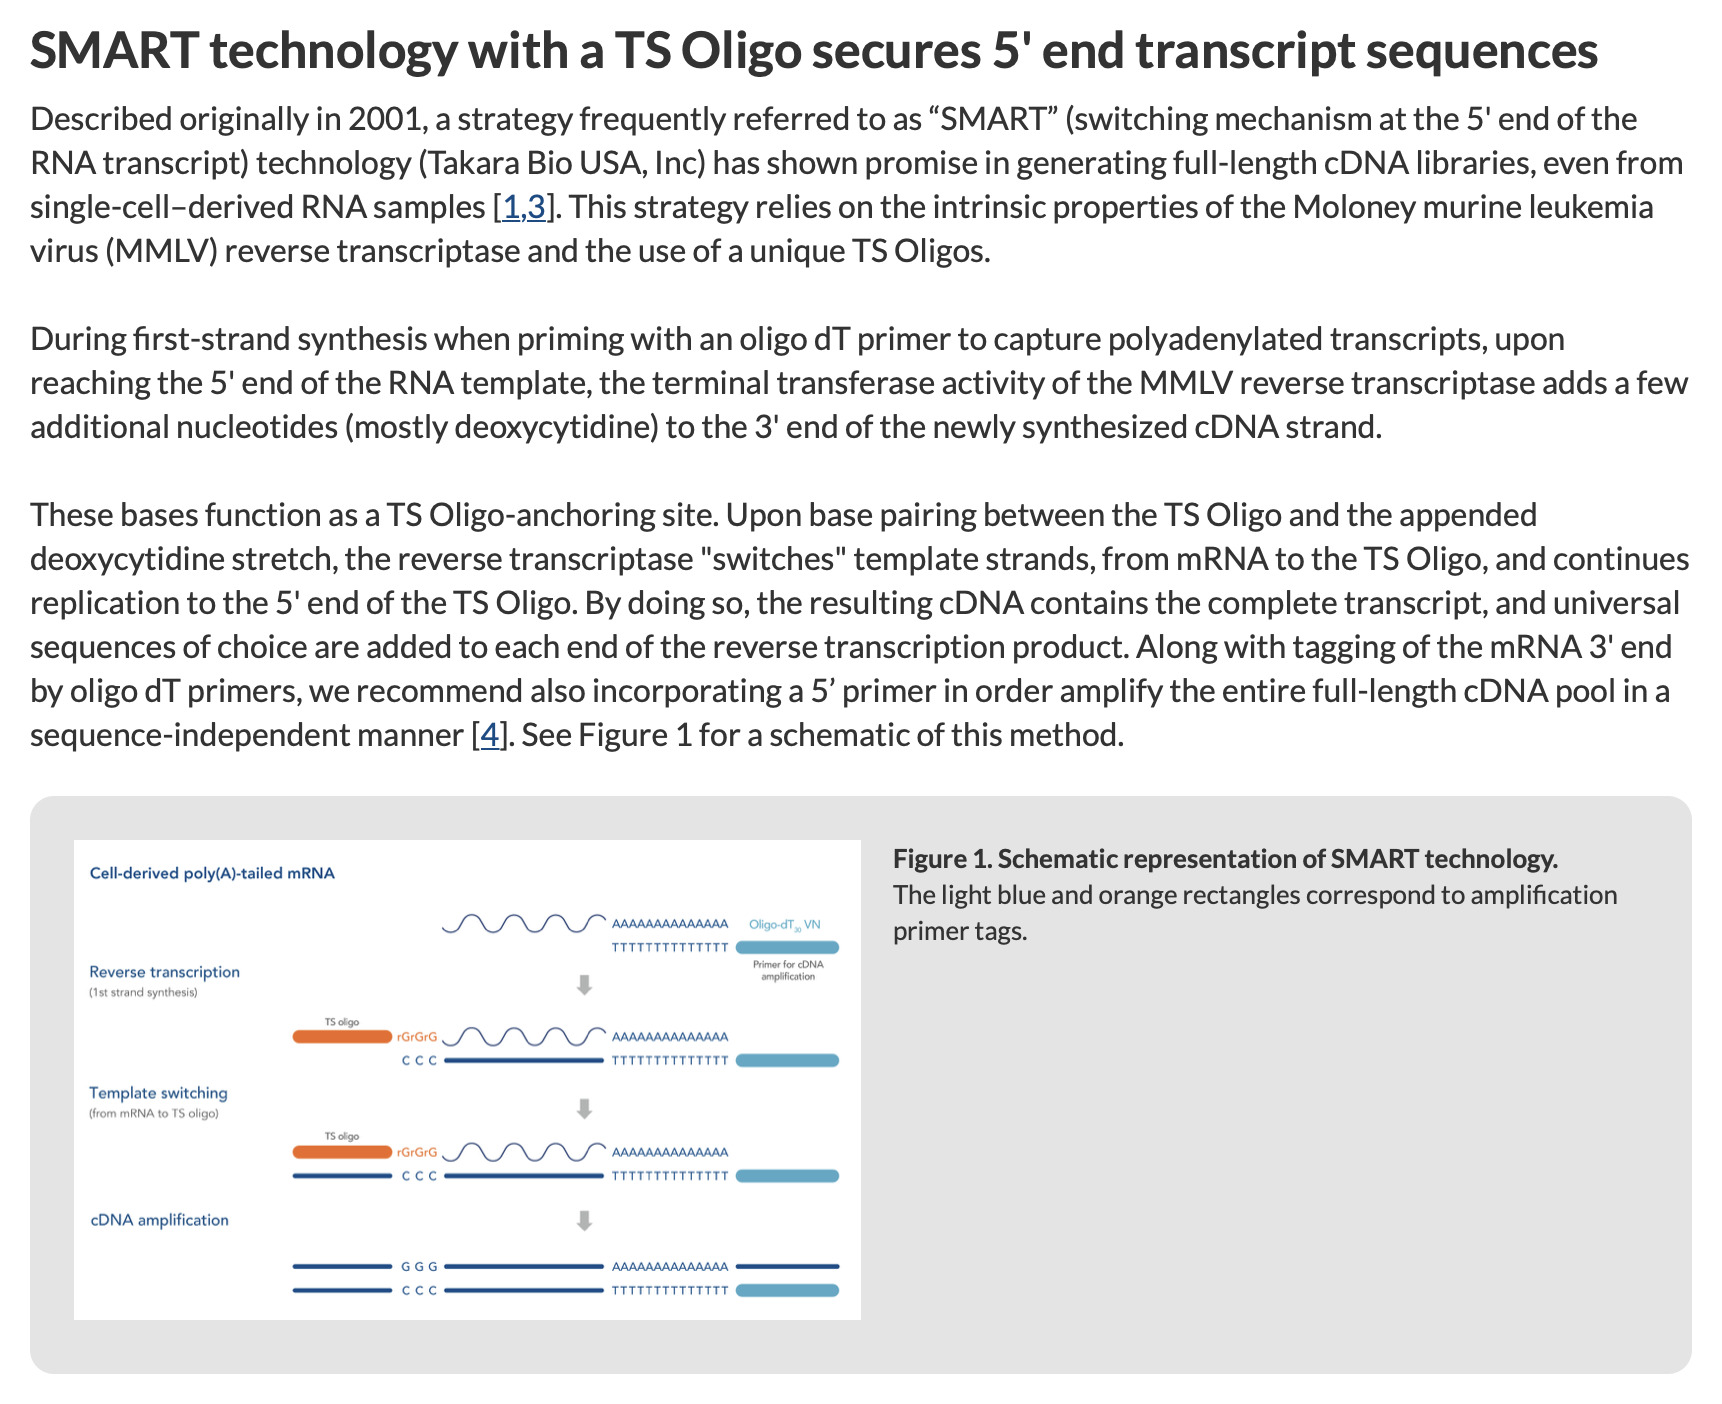 SMART technology with a TS Oligo secures 5' end transcript sequences
Described originally in 2001, a strategy frequently referred to as “SMART” (switching mechanism at the 5' end of the
RNA transcript) technology (Takara Bio USA, Inc) has shown promise in generating full-length cDNA libraries, even from
single-cell–derived RNA samples [1,3]. This strategy relies on the intrinsic properties of the Moloney murine leukemia
virus (MMLV) reverse transcriptase and the use of a unique TS Oligos.
During first-strand synthesis when priming with an oligo dT primer to capture polyadenylated transcripts, upon
reaching the 5' end of the RNA template, the terminal transferase activity of the MMLV reverse transcriptase adds a few
additional nucleotides (mostly deoxycytidine) to the 3' end of the newly synthesized cDNA strand.
These bases function as a TS Oligo-anchoring site. Upon base pairing between the TS Oligo and the appended
deoxycytidine stretch, the reverse transcriptase "switches" template strands, from mRNA to the TS Oligo, and continues
replication to the 5' end of the TS Oligo. By doing so, the resulting cDNA contains the complete transcript, and universal
sequences of choice are added to each end of the reverse transcription product. Along with tagging of the mRNA 3' end
by oligo dT primers, we recommend also incorporating a 5’ primer in order amplify the entire full-length cDNA pool in a
sequence-independent manner [4]. See Figure 1 for a schematic of this method.
Cell-derived poly(A)-tailed mRNA
AAAAAAAAAAAAAA Oligo-dT30 VN
TTTTTTTTTTTTTT
Primer for cDNA
amplification
Reverse transcription
(1st strand synthesis)
TS oligo
rGrGrG AAAAAAAAAAAAAA
C C C TTTTTTTTTTTTTT
Template switching
(from mRNA to TS oligo)
TS oligo
rGrGrG AAAAAAAAAAAAAA
C C C TTTTTTTTTTTTTT
cDNA amplification
G G G AAAAAAAAAAAAAA
C C C TTTTTTTTTTTTTT
Figure 1. Schematic representation of SMART technology.
The light blue and orange rectangles correspond to amplification
primer tags.